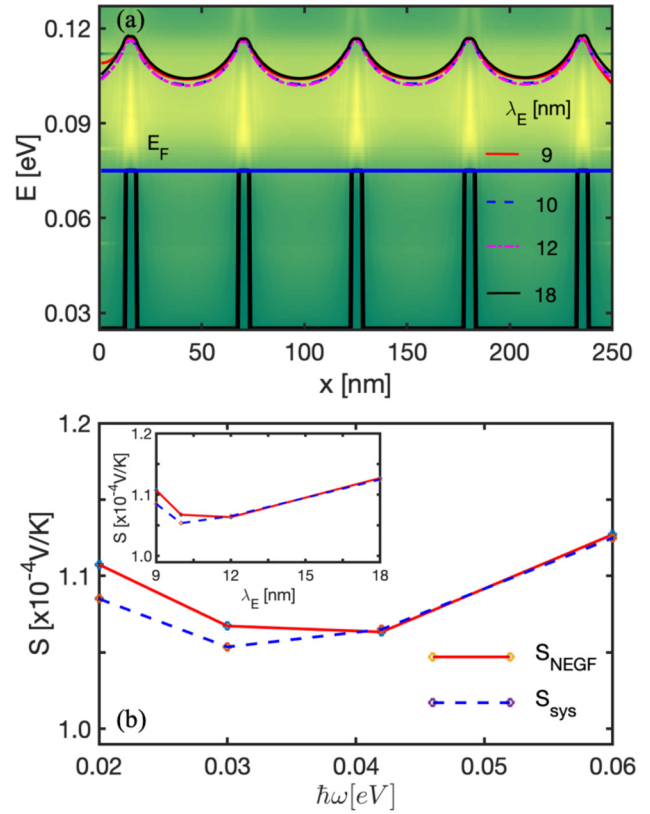 (a)
0.12
0.09
0.06
0.03
E [eV]
E_F
λ_E [nm]
9
10
12
18
0 50 100 150 200 250
x [nm]
1.2
1.1
1.0
S [x10⁻⁴V/K]
1.2
1.1
1.0
S [x10⁻⁴V/K]
9 12 15 18
λ_E [nm]
S_NEGF
S_sys
(b)
0.02 0.03 0.04 0.05 0.06
ħω[eV]